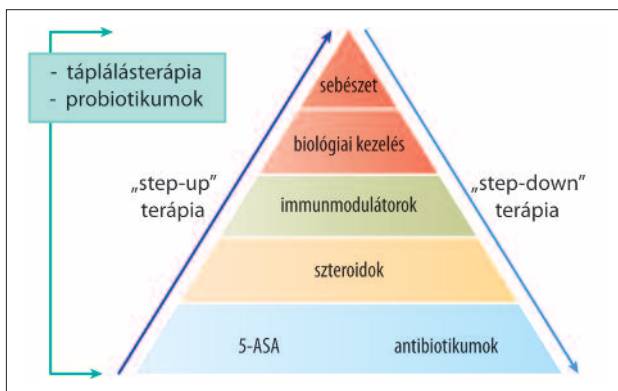 - táplálásterápia
- probiotikumok
sebészet
biológiai kezelés
„step-up”
terápia
„step-down”
terápia
immunmodulátorok
szteroidok
5-ASA
antibiotikumok